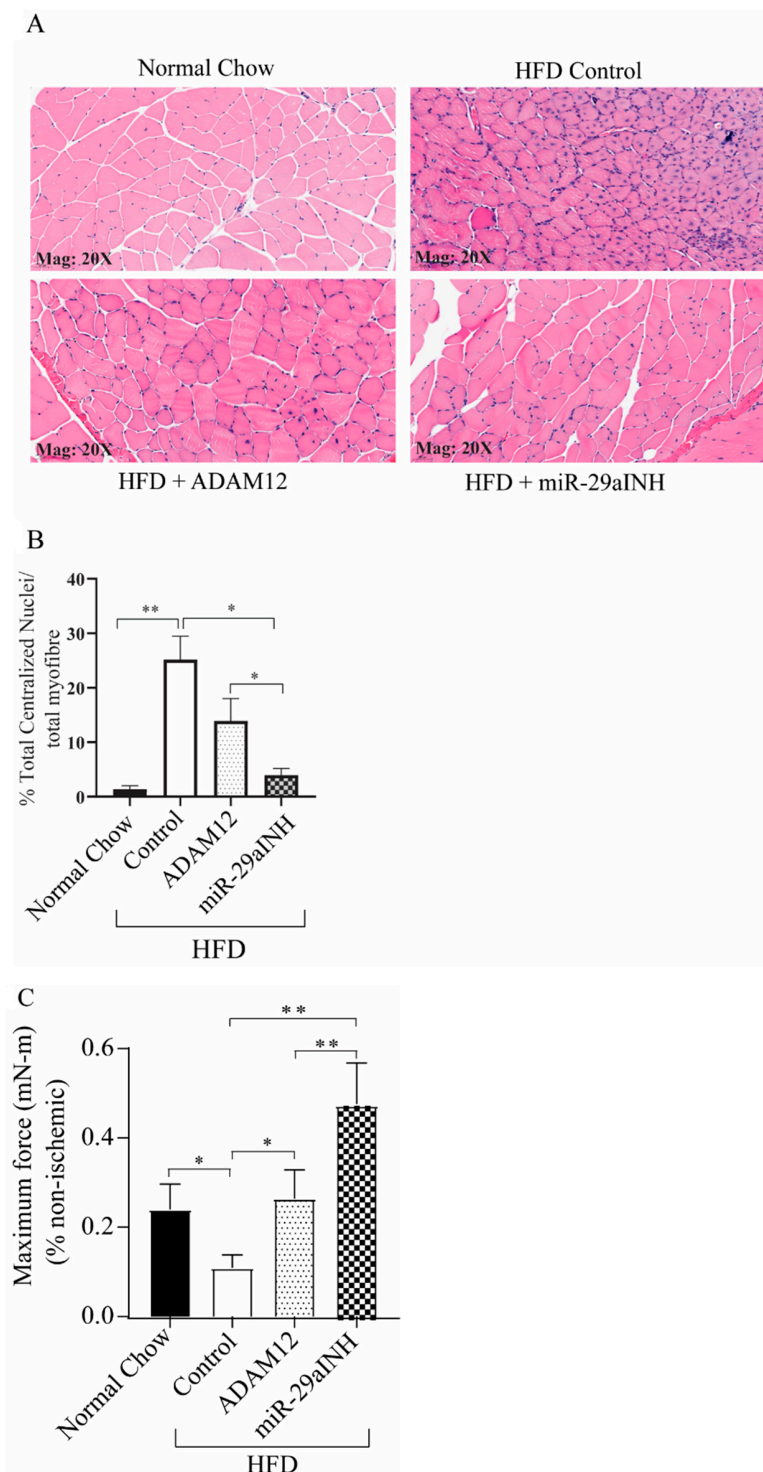 A
Normal Chow
HFD Control
Mag: 20X
Mag: 20X
Mag: 20X
Mag: 20X
HFD + ADAM12
HFD + miR-29aINH
B
% Total Centralized Nuclei/
total myofibre
40
30
20
10
0
**
*
*
Normal Chow
Control
ADAM12
miR-29aINH
HFD
C
Maximum force (mN-m)
(% non-ischemic)
0.6
0.4
0.2
0.0
**
**
*
*
Normal Chow
Control
ADAM12
miR-29aINH
HFD